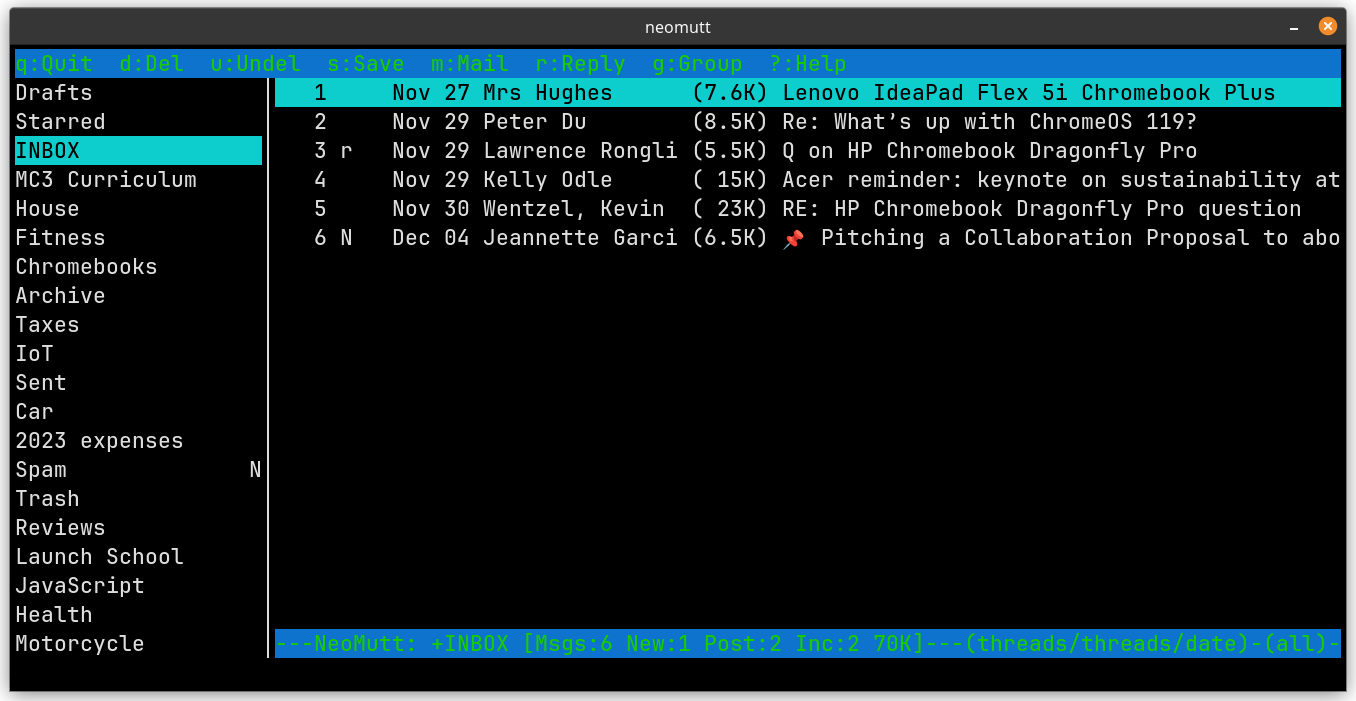 neomutt
q:Quit  d:Del  u:Undel  s:Save  m:Mail  r:Reply  g:Group  ?:Help
Drafts
Starred
INBOX
MC3 Curriculum
House
Fitness
Chromebooks
Archive
Taxes
IoT
Sent
Car
2023 expenses
Spam N
Trash
Reviews
Launch School
JavaScript
Health
Motorcycle
1 Nov 27 Mrs Hughes (7.6K) Lenovo IdeaPad Flex 5i Chromebook Plus
2 Nov 29 Peter Du (8.5K) Re: What’s up with ChromeOS 119?
3 r Nov 29 Lawrence Rongli (5.5K) Q on HP Chromebook Dragonfly Pro
4 Nov 29 Kelly Odle ( 15K) Acer reminder: keynote on sustainability at
5 Nov 30 Wentzel, Kevin ( 23K) RE: HP Chromebook Dragonfly Pro question
6 N Dec 04 Jeannette Garci (6.5K) 📌 Pitching a Collaboration Proposal to abo
---NeoMutt: +INBOX [Msgs:6 New:1 Post:2 Inc:2 70K]---(threads/threads/date)-(all)-